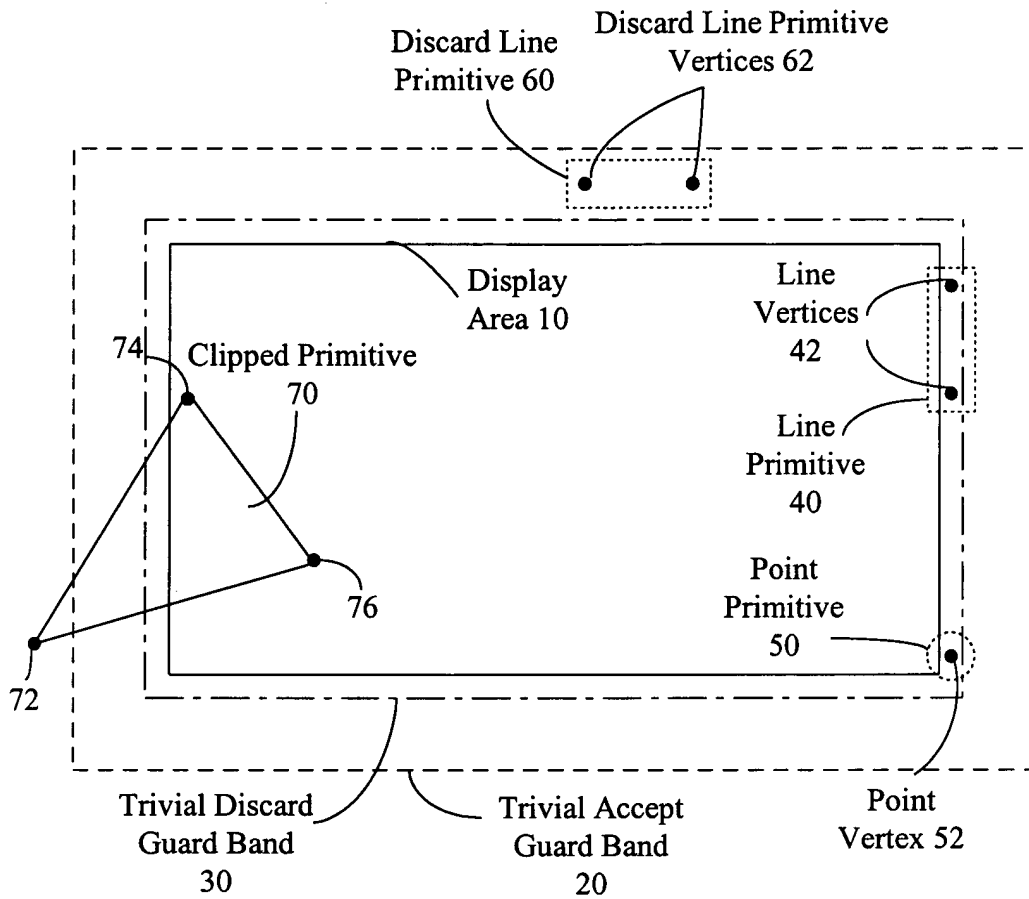 Discard Line
Primitive 60
Discard Line Primitive
Vertices 62
Display
Area 10
Line
Vertices
42
74
Clipped Primitive
70
Line
Primitive
40
Point
Primitive
50
76
72
Trivial Discard
Guard Band
30
Trivial Accept
Guard Band
20
Point
Vertex 52